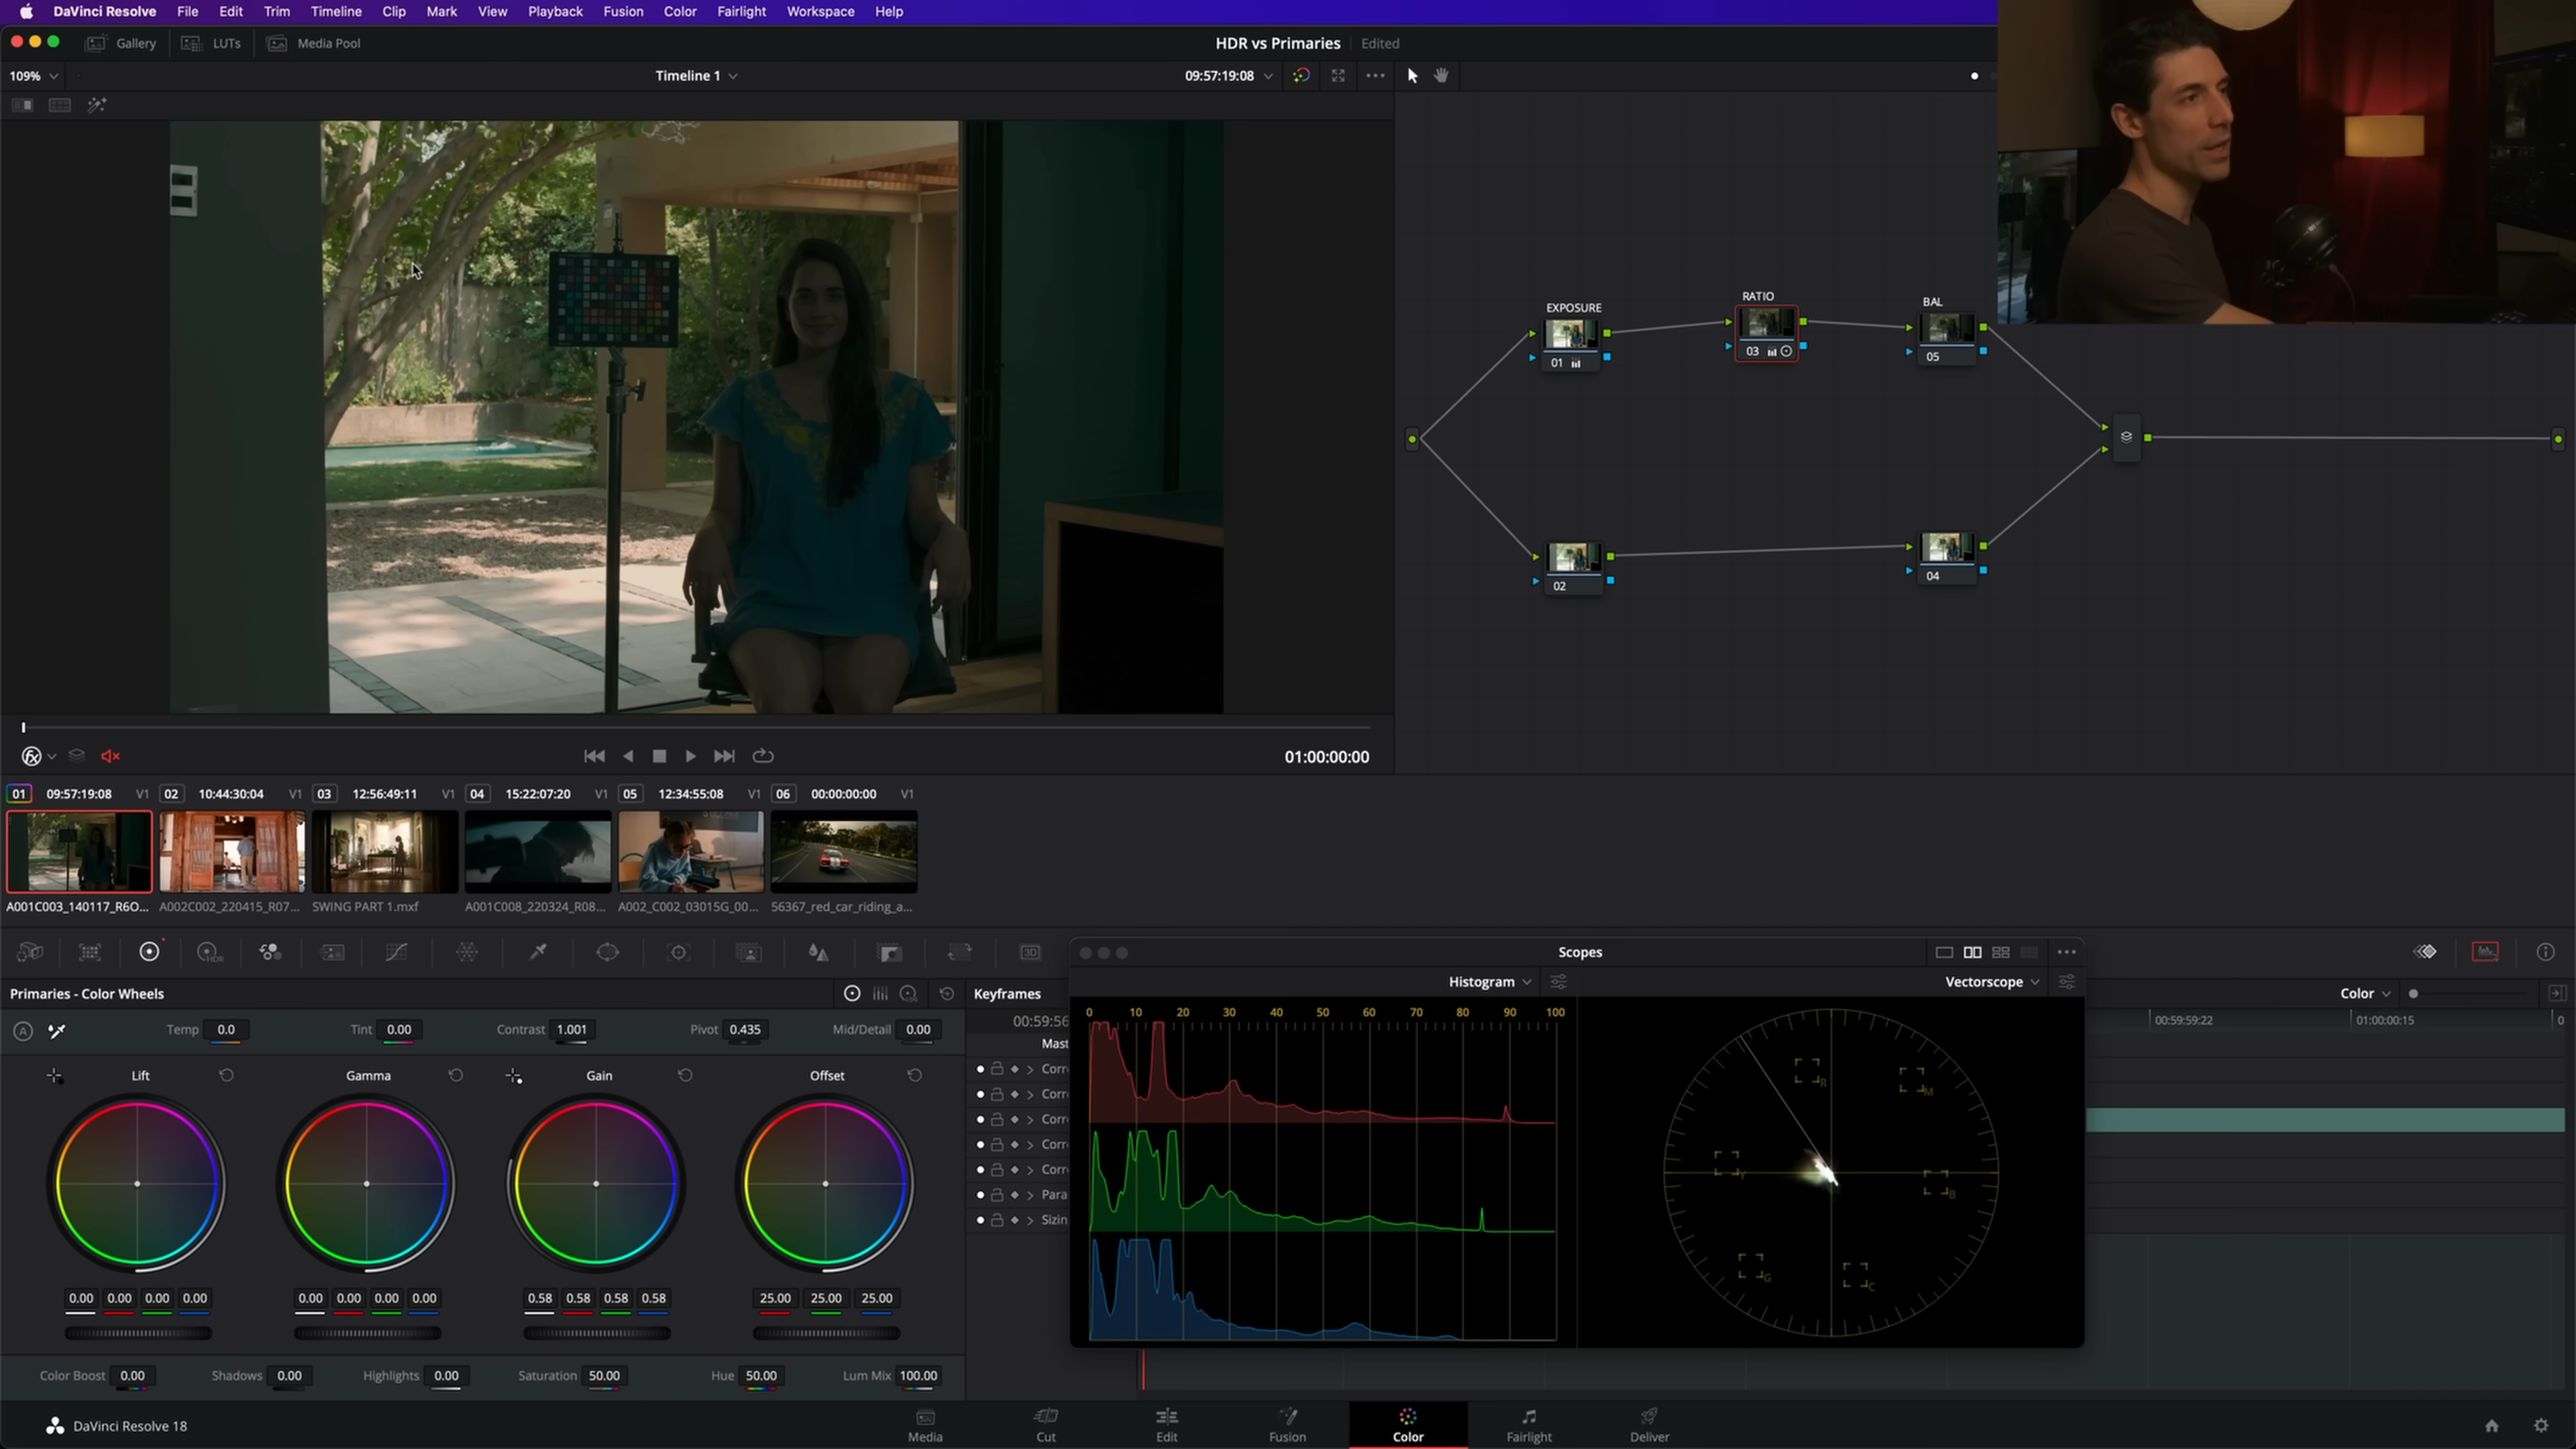 DaVinci Resolve File Edit Trim Timeline Clip Mark View Playback Fusion Color Fairlight Workspace Help
Gallery LUTs Media Pool HDR vs Primaries Edited
109% Timeline 1 09:57:19:08
EXPOSURE
01
RATIO
03
BAL
05
02
04
01:00:00:00
01 09:57:19:08 V1 02 10:44:30:04 V1 03 12:56:49:11 V1 04 15:22:07:20 V1 05 12:34:55:08 V1 06 00:00:00:00 V1
A001C003_140117_R6O... A002C002_220415_R07... SWING PART 1.mxf A001C008_220324_R08... A002_C002_03015G_00... 56367_red_car_riding_a...
HDR
3D
Scopes
Primaries - Color Wheels
Keyframes
Histogram
Vectorscope
Color
Temp 0.0 Tint 0.00 Contrast 1.001 Pivot 0.435 Mid/Detail 0.00
00:59:56
00:59:59:22 01:00:00:15 0
Mast
Corr
Corr
Corr
Corr
Corr
Para
Sizin
0 10 20 30 40 50 60 70 80 90 100
R
M
Y
B
G
C
Lift Gamma Gain Offset
0.00 0.00 0.00 0.00 0.00 0.00 0.00 0.00 0.58 0.58 0.58 0.58 25.00 25.00 25.00
Color Boost 0.00 Shadows 0.00 Highlights 0.00 Saturation 50.00 Hue 50.00 Lum Mix 100.00
DaVinci Resolve 18
Media Cut Edit Fusion Color Fairlight Deliver